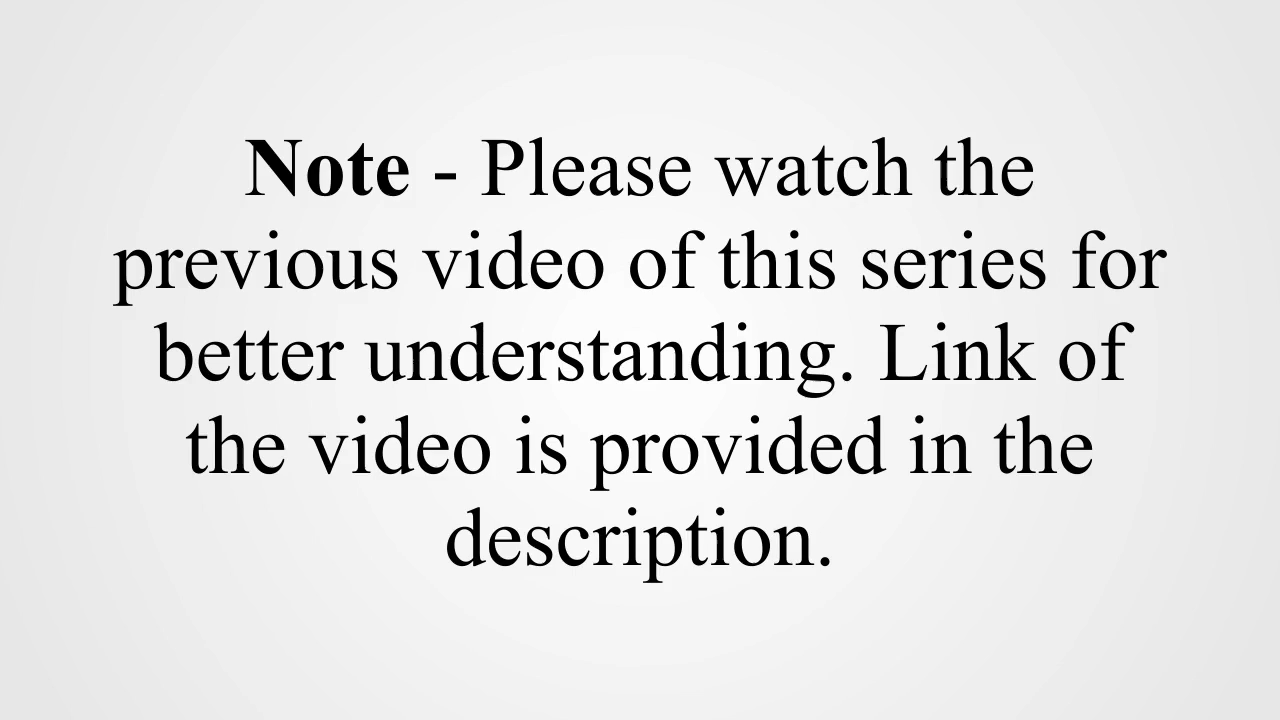 Note - Please watch the
previous video of this series for
better understanding. Link of
the video is provided in the
description.